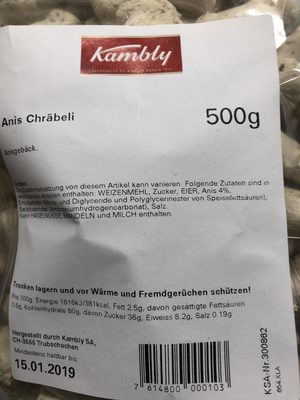 Kambly
Anis Chräbeli
500g
Anisgebäck.
Zusammensetzung von diesem Artikel kann variieren. Folgende Zutaten sind in
enthalten: WEIZENMEHL, Zucker, EIER, Anis 4%,
Mono- und Diglyceride und Polyglycerinester von Speisefettsäuren),
Salz.
Kann HASELNÜSSE, MANDELN und MILCH enthalten.
Trocken lagern und vor Wärme und Fremdgerüchen schützen!
Pro 100g: Energie 1616kJ/381kcal, Fett 2.5g, davon gesättigte Fettsäuren
0.6g, Kohlenhydrate 80g, davon Zucker 36g, Eiweiss 8.2g, Salz 0.19g
Hergestellt durch Kambly SA,
CH-3555 Trubschachen
Mindestens haltbar bis:
15.01.2019
7 614800 000103
KSA-Nr.300862